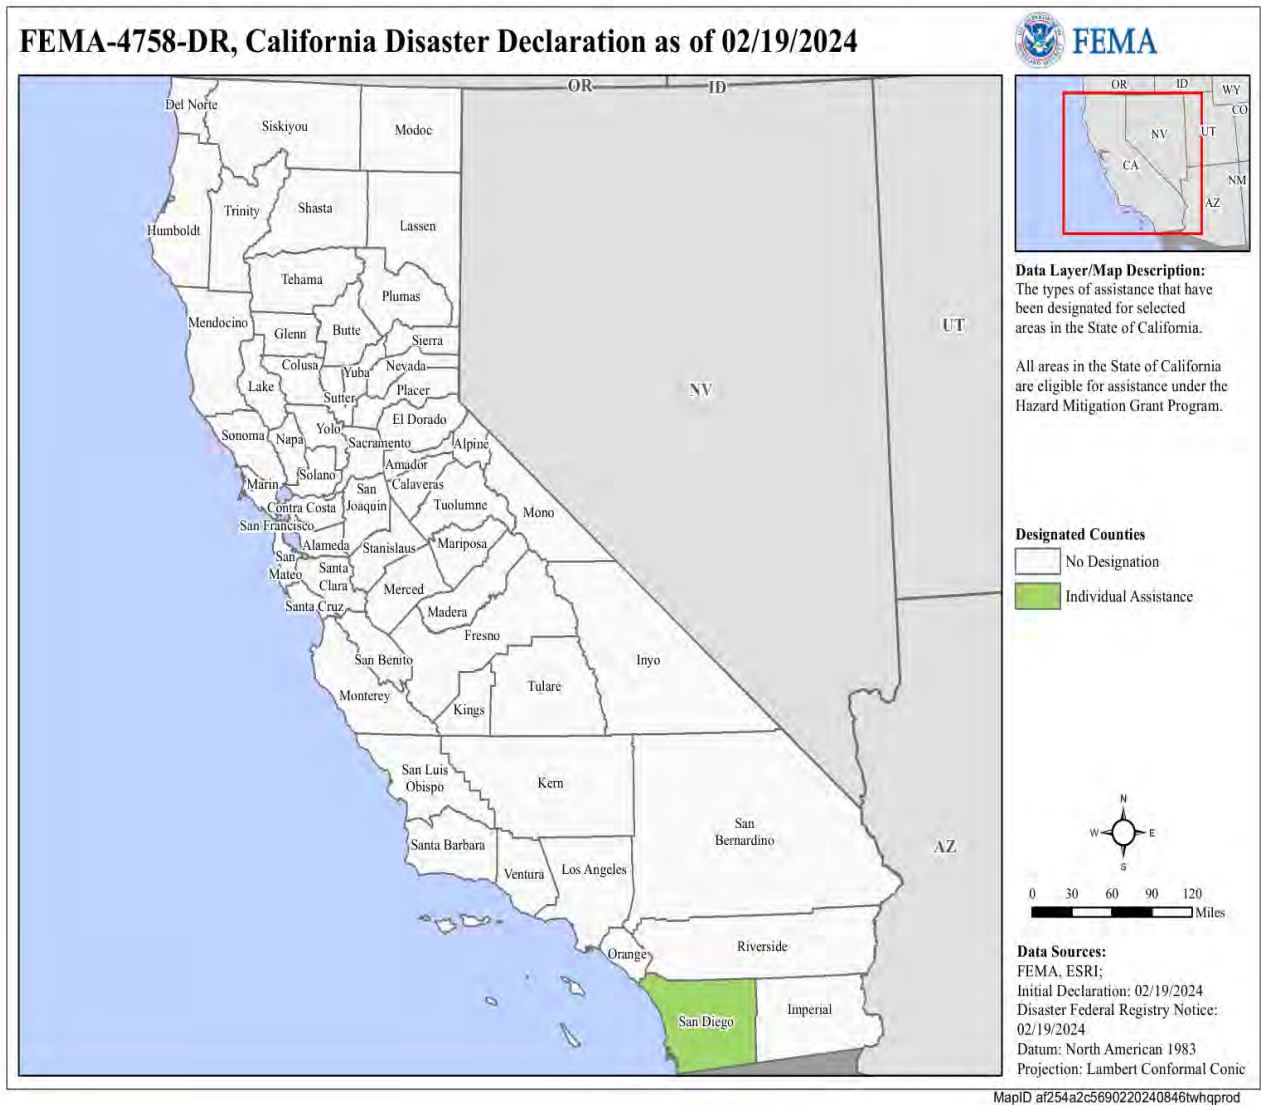 FEMA-4758-DR, California Disaster Declaration as of 02/19/2024
FEMA
OR
ID
Del Norte
Siskiyou
Modoc
Humboldt
Trinity
Shasta
Lassen
Tehama
Plumas
Mendocino
Glenn
Butte
Sierra
Colusa
Yuba
Nevada
Lake
Sutter
Placer
Sonoma
Napa
Yolo
El Dorado
Sacramento
Alpine
Amador
Solano
Marin
San
Joaquin
Calaveras
Contra Costa
Tuolumne
Mono
San Francisco
Alameda
Stanislaus
Mariposa
San
Mateo
Santa
Clara
Merced
Santa Cruz
Madera
Fresno
San Benito
Inyo
Monterey
Tulare
Kings
San Luis
Obispo
Kern
San
Bernardino
Santa Barbara
Ventura
Los Angeles
Orange
Riverside
San Diego
Imperial
NV
UT
AZ
OR
ID
WY
CO
NV
UT
CA
NM
AZ
Data Layer/Map Description:
The types of assistance that have
been designated for selected
areas in the State of California.
All areas in the State of California
are eligible for assistance under the
Hazard Mitigation Grant Program.
Designated Counties
No Designation
Individual Assistance
N
W E
S
0 30 60 90 120
Miles
Data Sources:
FEMA, ESRI;
Initial Declaration: 02/19/2024
Disaster Federal Registry Notice:
02/19/2024
Datum: North American 1983
Projection: Lambert Conformal Conic
MapID af254a2c5690220240846twhqprod